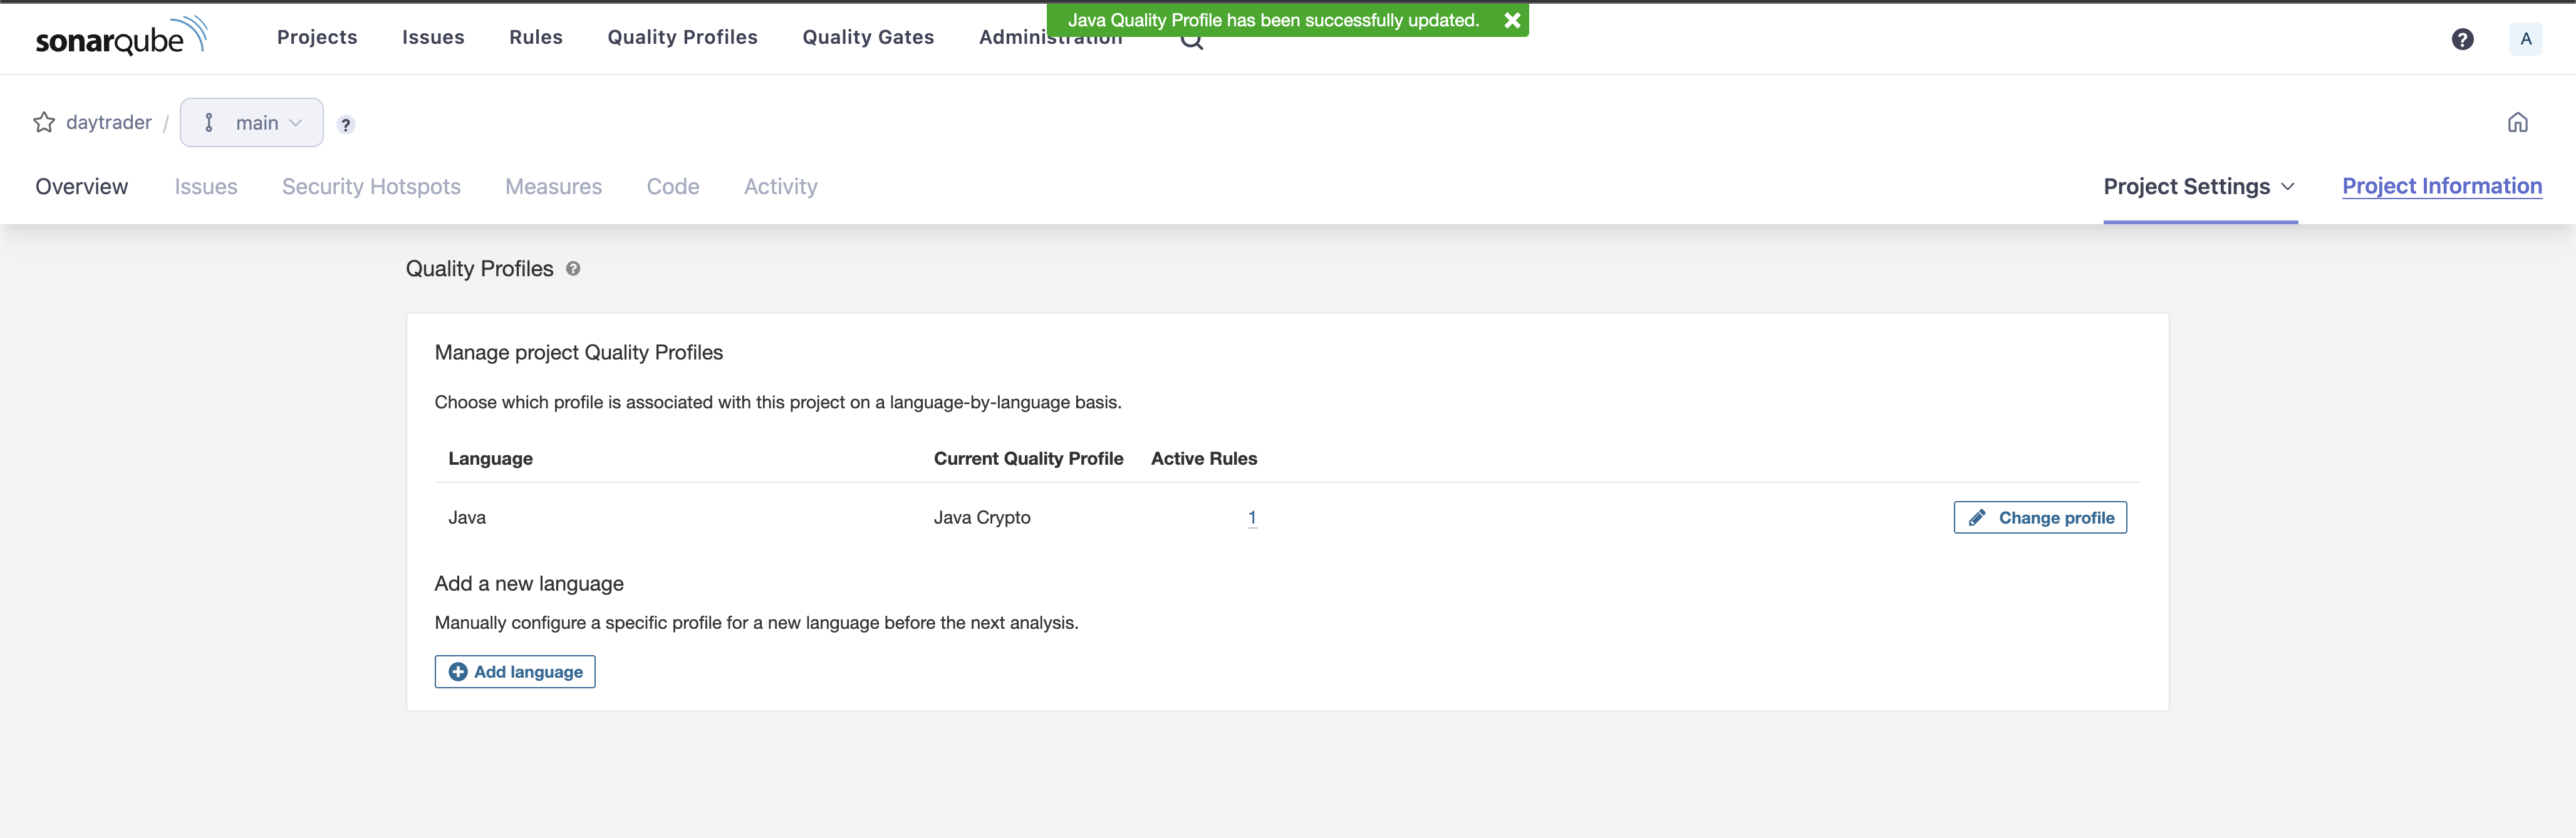 Java Quality Profile has been successfully updated.
sonarqube Projects Issues Rules Quality Profiles Quality Gates Administration ? A
daytrader / main ?
Overview Issues Security Hotspots Measures Code Activity Project Settings Project Information
Quality Profiles ?
Manage project Quality Profiles
Choose which profile is associated with this project on a language-by-language basis.
Language Current Quality Profile Active Rules
Java Java Crypto 1 Change profile
Add a new language
Manually configure a specific profile for a new language before the next analysis.
Add language